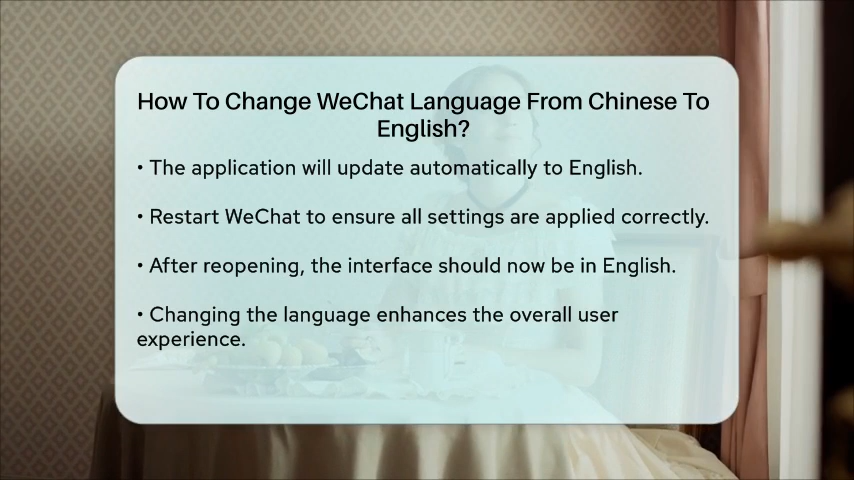 How To Change WeChat Language From Chinese To
English?
• The application will update automatically to English.
• Restart WeChat to ensure all settings are applied correctly.
• After reopening, the interface should now be in English.
• Changing the language enhances the overall user
experience.